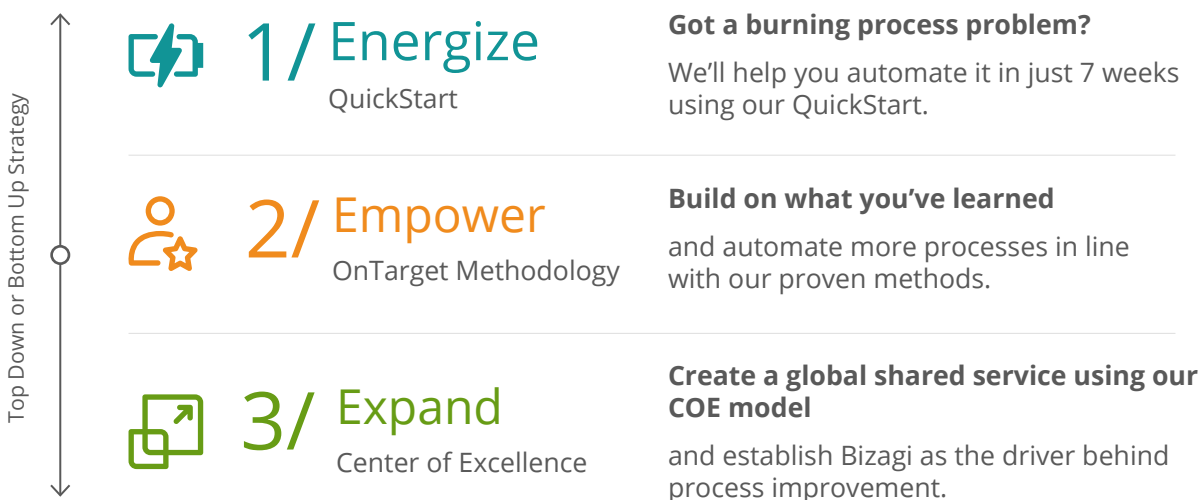 Top Down or Bottom Up Strategy
1/ Energize
QuickStart
Got a burning process problem?
We’ll help you automate it in just 7 weeks
using our QuickStart.
2/ Empower
OnTarget Methodology
Build on what you’ve learned
and automate more processes in line
with our proven methods.
3/ Expand
Center of Excellence
Create a global shared service using our
COE model
and establish Bizagi as the driver behind
process improvement.